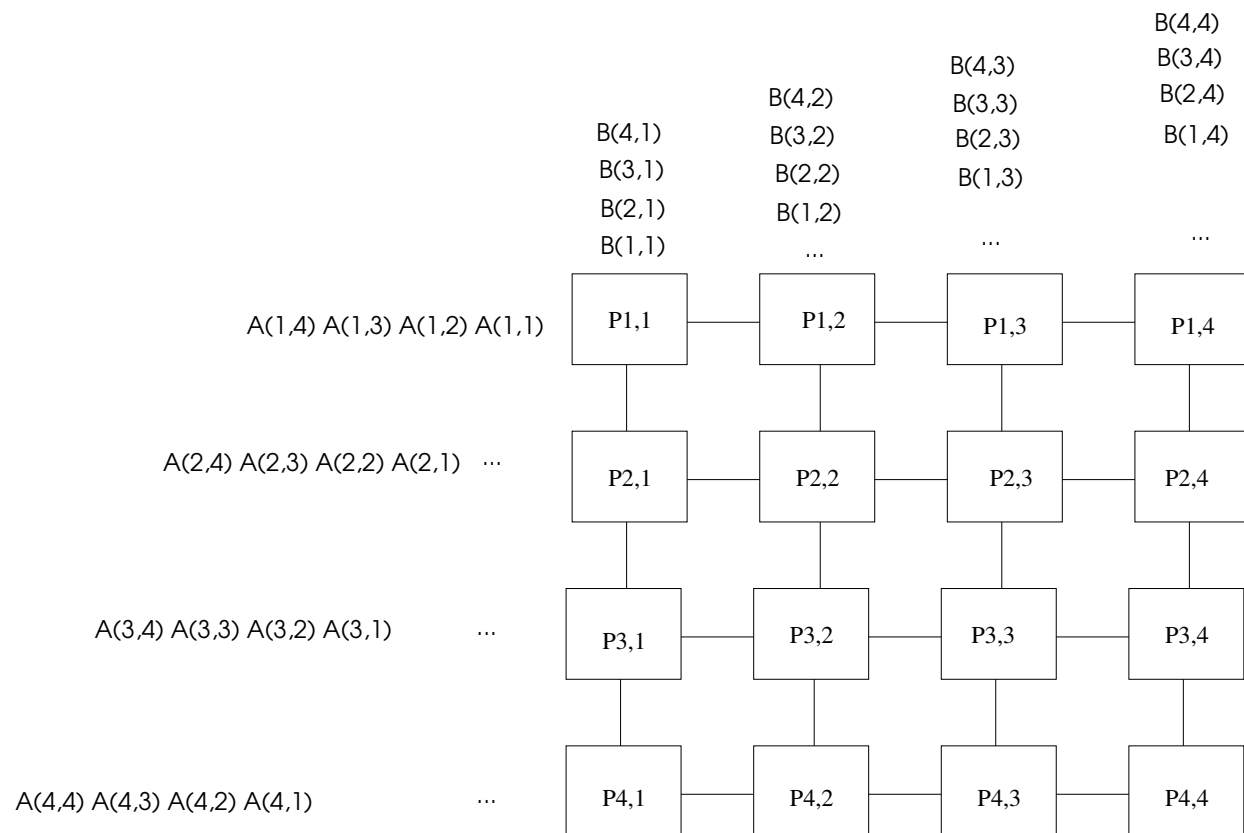 B(4,4)
B(3,4)
B(2,4)
B(1,4)
B(4,3)
B(3,3)
B(2,3)
B(1,3)
B(4,2)
B(3,2)
B(2,2)
B(1,2)
B(4,1)
B(3,1)
B(2,1)
B(1,1)
... ... ...
A(1,4) A(1,3) A(1,2) A(1,1) P1,1 P1,2 P1,3 P1,4
A(2,4) A(2,3) A(2,2) A(2,1) ... P2,1 P2,2 P2,3 P2,4
A(3,4) A(3,3) A(3,2) A(3,1) ... P3,1 P3,2 P3,3 P3,4
A(4,4) A(4,3) A(4,2) A(4,1) ... P4,1 P4,2 P4,3 P4,4